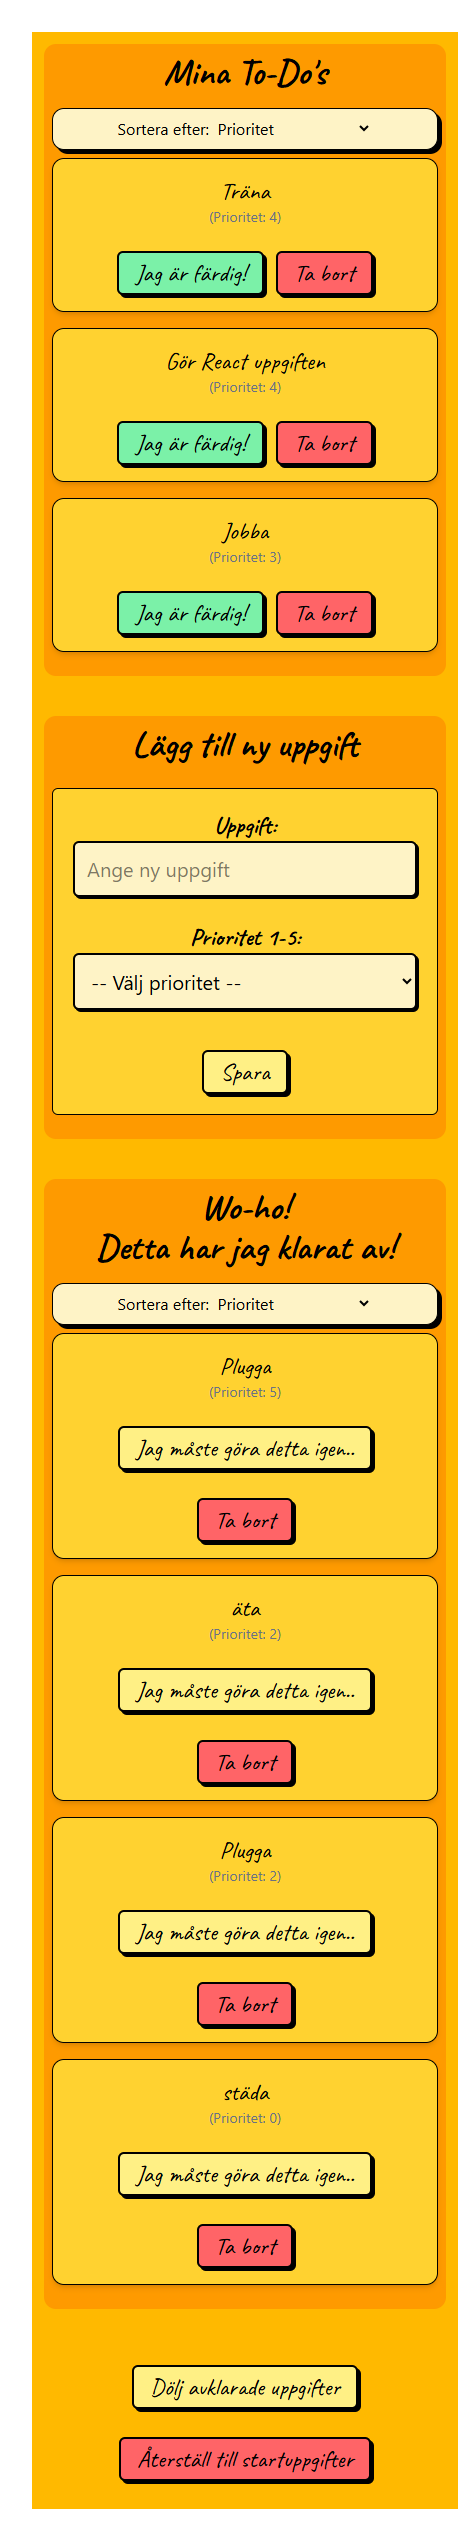 Mina To-Do's
Sortera efter: Prioritet
Träna
(Prioritet: 4)
Jag är färdig! Ta bort
Gör React uppgiften
(Prioritet: 4)
Jag är färdig! Ta bort
Jobba
(Prioritet: 3)
Jag är färdig! Ta bort
Lägg till ny uppgift
Uppgift:
Ange ny uppgift
Prioritet 1-5:
-- Välj prioritet --
Spara
Wo-ho!
Detta har jag klarat av!
Sortera efter: Prioritet
Plugga
(Prioritet: 5)
Jag måste göra detta igen..
Ta bort
äta
(Prioritet: 2)
Jag måste göra detta igen..
Ta bort
Plugga
(Prioritet: 2)
Jag måste göra detta igen..
Ta bort
städa
(Prioritet: 0)
Jag måste göra detta igen..
Ta bort
Dölj avklarade uppgifter
Återställ till startuppgifter